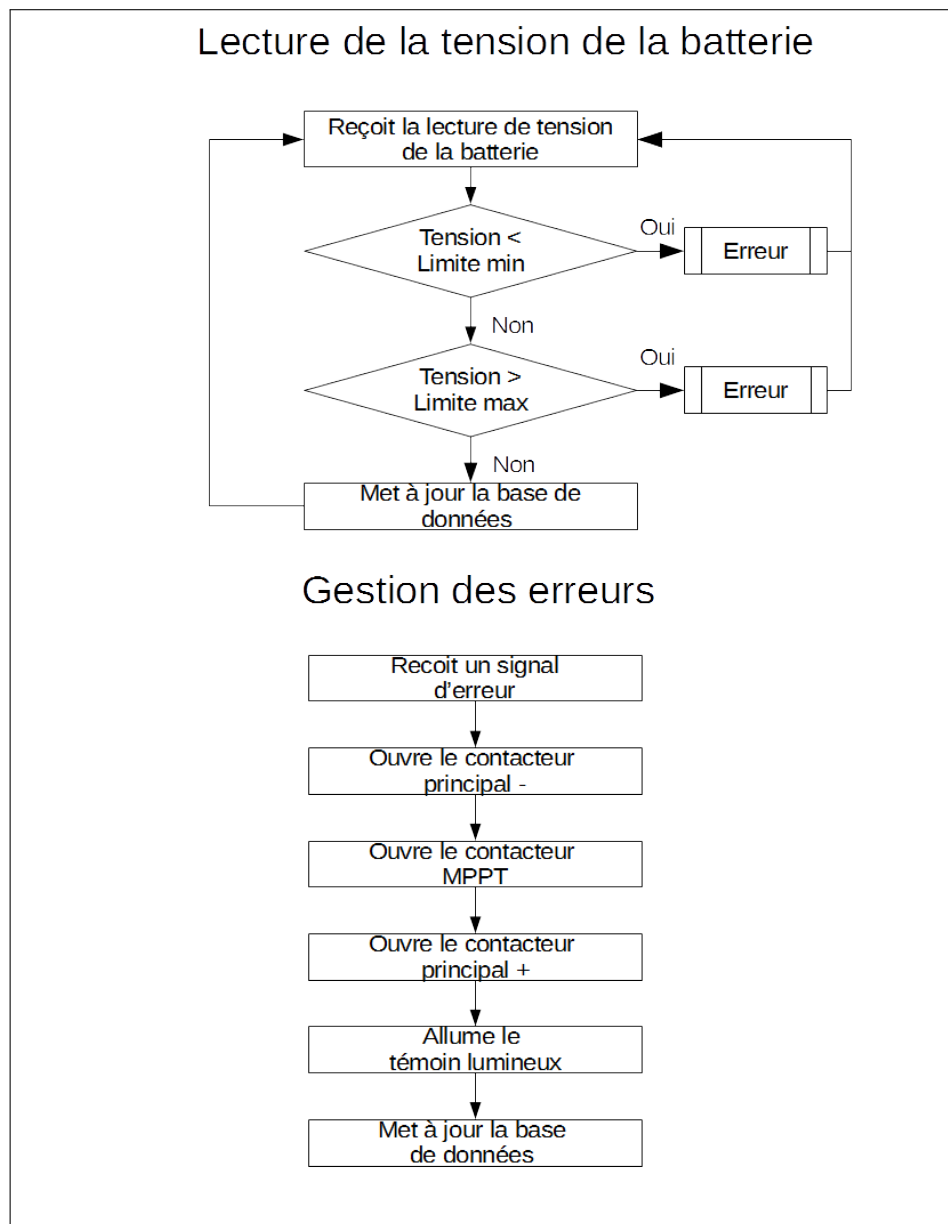 Lecture de la tension de la batterie
Reçoit la lecture de tension
de la batterie
Tension <
Limite min
Oui
Erreur
Non
Tension >
Limite max
Oui
Erreur
Non
Met à jour la base de
données
Gestion des erreurs
Recoit un signal
d'erreur
Ouvre le contacteur
principal -
Ouvre le contacteur
MPPT
Ouvre le contacteur
principal +
Allume le
témoin lumineux
Met à jour la base
de données